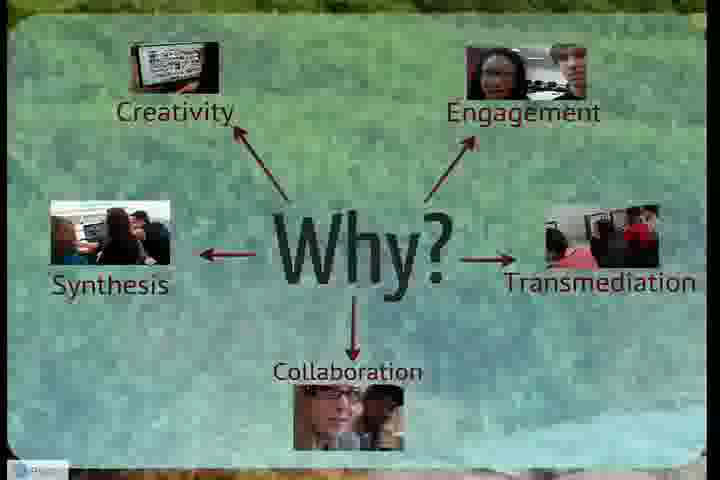 Creativity
Engagement
Why?
Synthesis
Transmediation
Collaboration